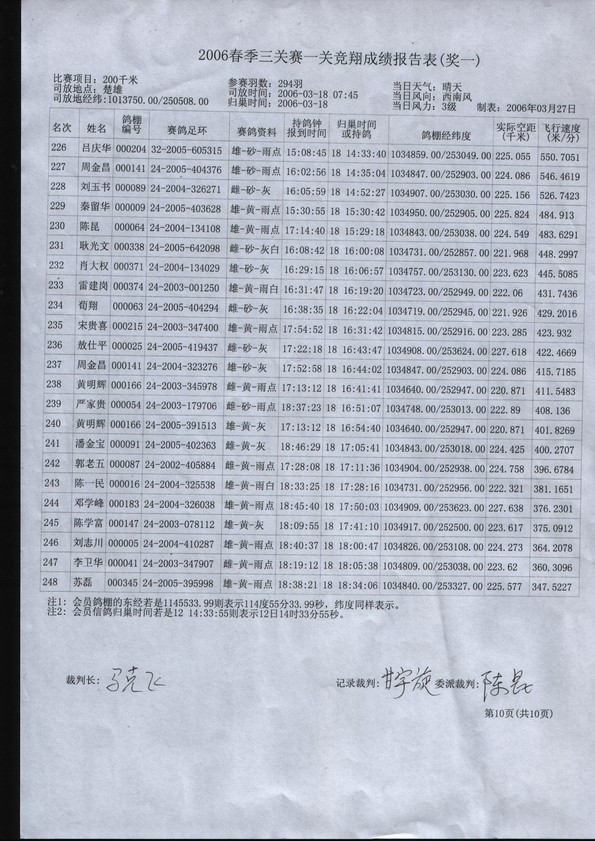 2006春季三关赛一关竞翔成绩报告表(奖一)
比赛项目: 200千米 参赛羽数: 294羽 当日天气: 晴天
司放地点: 楚雄 司放时间: 2006-03-18 07:45 当日风向: 西南风
司放地经纬:1013750.00/250508.00 归巢时间: 2006-03-18 当日风力: 3级 制表: 2006年03月27日
名次 姓名 鸽棚编号 赛鸽足环 赛鸽资料 持鸽钟报到时间 归巢时间或持鸽 鸽棚经纬度 实际空距(千米) 飞行速度(米/分)
226 吕庆华 000204 32-2005-605315 雌-砂-雨点 15:08:45 18 14:33:40 1034859.00/253049.00 225.055 550.7051
227 周金昌 000141 24-2005-404376 雌-砂-雨点 16:02:56 18 14:35:04 1034847.00/252903.00 224.086 546.4619
228 刘玉书 000089 24-2004-326271 雌-砂-灰 16:05:59 18 14:52:27 1034907.00/253030.00 225.156 526.7423
229 秦留华 000009 24-2005-403628 雄-黄-雨点 15:30:55 18 15:30:42 1034950.00/252905.00 225.824 484.913
230 陈昆 000064 24-2004-134108 雄-黄-雨点 17:14:40 18 15:29:18 1034843.00/253038.00 224.549 483.6291
231 耿光文 000338 24-2005-642098 雌-砂-灰白 16:08:42 18 16:00:08 1034731.00/252857.00 221.968 448.2997
232 肖大权 000371 24-2004-134029 雄-砂-灰 16:29:15 18 16:06:57 1034757.00/253130.00 223.623 445.5085
233 雷建岗 000374 24-2003-001250 雄-黄-雨白 16:31:47 18 16:19:20 1034723.00/252949.00 222.06 431.7436
234 荀翔 000063 24-2005-404294 雌-砂-灰 16:38:35 18 16:22:04 1034719.00/252945.00 221.926 429.2016
235 宋贵喜 000215 24-2003-347400 雄-黄-雨点 17:54:52 18 16:31:42 1034815.00/252916.00 223.285 423.932
236 敖仕平 000025 24-2005-419437 雌-砂-灰 17:22:18 18 16:43:47 1034908.00/253624.00 227.618 422.4669
237 周金昌 000141 24-2004-323276 雌-砂-灰 17:52:58 18 16:44:02 1034847.00/252903.00 224.086 415.7185
238 黄明辉 000166 24-2003-345978 雌-黄-雨点 17:13:12 18 16:41:41 1034640.00/252947.00 220.871 411.5483
239 严家贵 000054 24-2003-179706 雌-砂-雨点 18:37:23 18 16:51:07 1034748.00/253013.00 222.89 408.136
240 黄明辉 000166 24-2005-391513 雄-黄-灰 17:13:12 18 16:54:40 1034640.00/252947.00 220.871 401.8269
241 潘金宝 000091 24-2005-402363 雄-黄-灰 18:46:29 18 17:05:41 1034843.00/253018.00 224.425 400.2707
242 郭老五 000087 24-2002-405884 雄-黄-雨点 17:28:08 18 17:11:36 1034904.00/252938.00 224.758 396.6784
243 陈一民 000016 24-2004-325538 雄-黄-雨白 18:33:25 18 17:28:16 1034731.00/252956.00 222.321 381.1651
244 邓学峰 000183 24-2004-326038 雄-黄-雨点 18:45:40 18 17:50:03 1034909.00/253623.00 227.638 376.2301
245 陈学富 000147 24-2003-078112 雄-黄-灰 18:09:55 18 17:41:10 1034917.00/252500.00 223.617 375.0912
246 刘志川 000005 24-2004-410287 雄-黄-雨点 18:40:37 18 18:00:47 1034826.00/253108.00 224.273 364.2078
247 李卫华 000041 24-2003-347907 雄-黄-雨点 18:19:12 18 18:05:38 1034809.00/253038.00 223.62 360.3096
248 苏磊 000345 24-2005-395998 雄-黄-雨点 18:38:21 18 18:34:06 1034840.00/253327.00 225.577 347.5227
注1: 会员鸽棚的东经若是1145533.99则表示114度55分33.99秒,纬度同样表示。
注2: 会员信鸽归巢时间若是12 14:33:55则表示12日14时33分55秒。
裁判长: 马克飞 记录裁判: 甘宇旋 委派裁判: 陈昆
第10页(共10页)